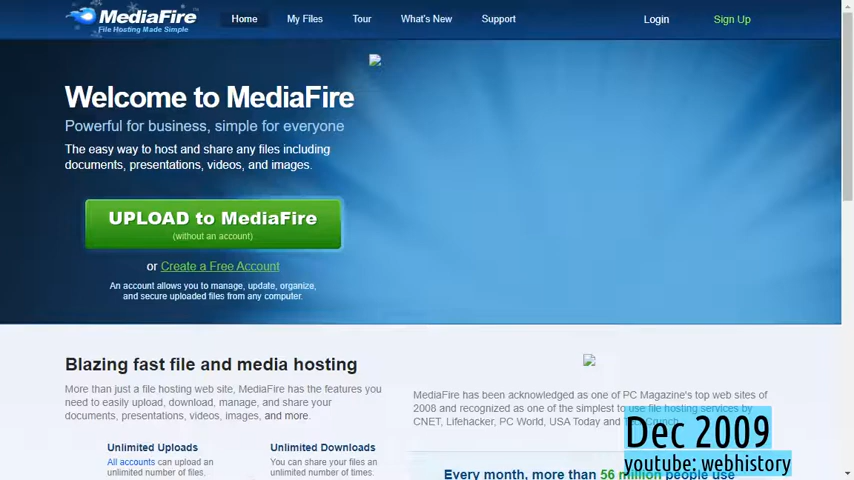 MediaFire
File Hosting Made Simple
Home
My Files
Tour
What's New
Support
Login
Sign Up
Welcome to MediaFire
Powerful for business, simple for everyone
The easy way to host and share any files including
documents, presentations, videos, and images.
UPLOAD to MediaFire
(without an account)
or Create a Free Account
An account allows you to manage, update, organize,
and secure uploaded files from any computer.
Blazing fast file and media hosting
More than just a file hosting web site, MediaFire has the features you
need to easily upload, download, manage, and share your
documents, presentations, videos, images, and more.
Unlimited Uploads
All accounts can upload an
unlimited number of files.
Unlimited Downloads
You can share your files an
unlimited number of times.
MediaFire has been acknowledged as one of PC Magazine's top web sites of
2008 and recognized as one of the simplest to use file hosting services by
CNET, Lifehacker, PC World, USA Today and
Every month, more than 56 million people use
Dec 2009
youtube: webhistory